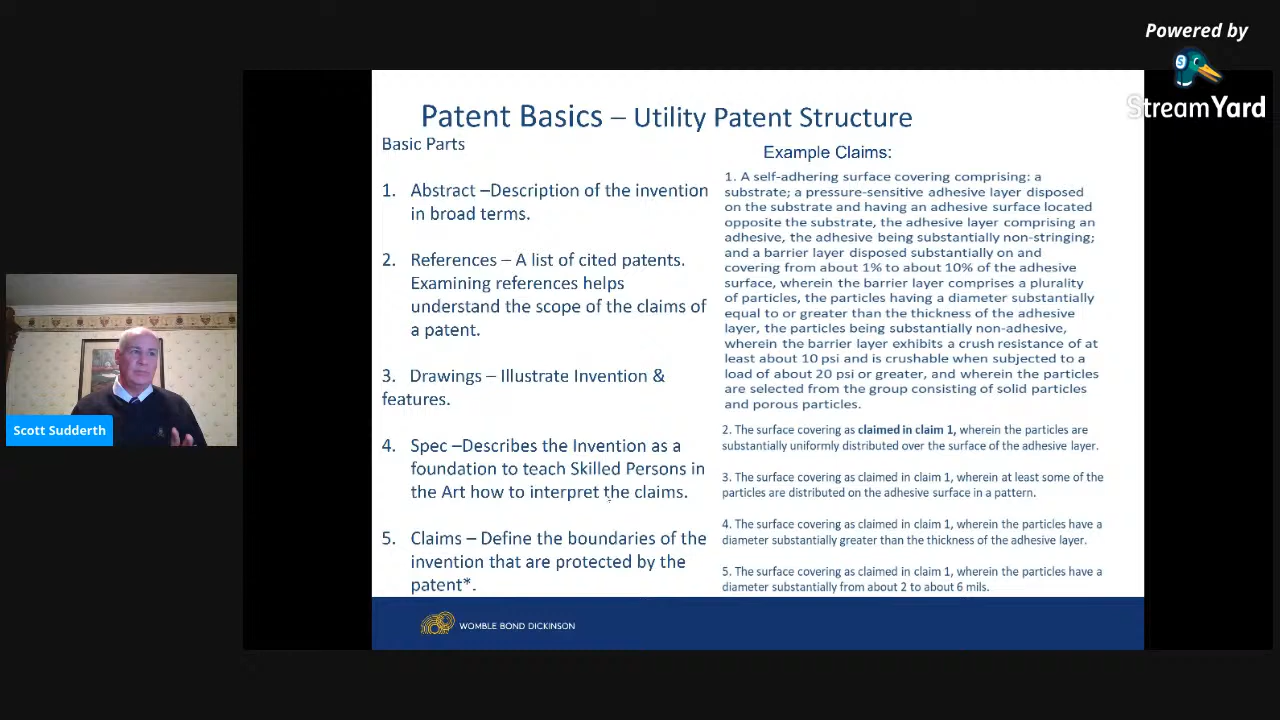 Powered by
StreamYard
Patent Basics – Utility Patent Structure
Basic Parts
1. Abstract –Description of the invention
in broad terms.
2. References – A list of cited patents.
Examining references helps
understand the scope of the claims of
a patent.
3. Drawings – Illustrate Invention &
features.
4. Spec –Describes the Invention as a
foundation to teach Skilled Persons in
the Art how to interpret the claims.
5. Claims – Define the boundaries of the
invention that are protected by the
patent*.
Example Claims:
1. A self-adhering surface covering comprising: a
substrate; a pressure-sensitive adhesive layer disposed
on the substrate and having an adhesive surface located
opposite the substrate, the adhesive layer comprising an
adhesive, the adhesive being substantially non-stringing;
and a barrier layer disposed substantially on and
covering from about 1% to about 10% of the adhesive
surface, wherein the barrier layer comprises a plurality
of particles, the particles having a diameter substantially
equal to or greater than the thickness of the adhesive
layer, the particles being substantially non-adhesive,
wherein the barrier layer exhibits a crush resistance of at
least about 10 psi and is crushable when subjected to a
load of about 20 psi or greater, and wherein the particles
are selected from the group consisting of solid particles
and porous particles.
2. The surface covering as claimed in claim 1, wherein the particles are
substantially uniformly distributed over the surface of the adhesive layer.
3. The surface covering as claimed in claim 1, wherein at least some of the
particles are distributed on the adhesive surface in a pattern.
4. The surface covering as claimed in claim 1, wherein the particles have a
diameter substantially greater than the thickness of the adhesive layer.
5. The surface covering as claimed in claim 1, wherein the particles have a
diameter substantially from about 2 to about 6 mils.
WOMBLE BOND DICKINSON
Scott Sudderth